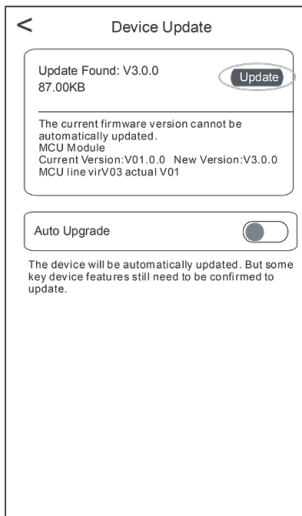 Device Update
Update Found: V3.0.0
87.00KB
Update
The current firmware version cannot be
automatically updated.
MCU Module
Current Version:V01.0.0 New Version:V3.0.0
MCU line virV03 actual V01
Auto Upgrade
The device will be automatically updated. But some
key device features still need to be confirmed to
update.